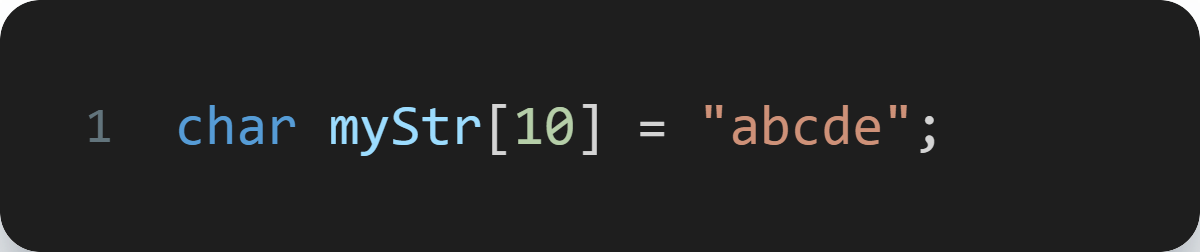 1 char myStr[10] = "abcde";